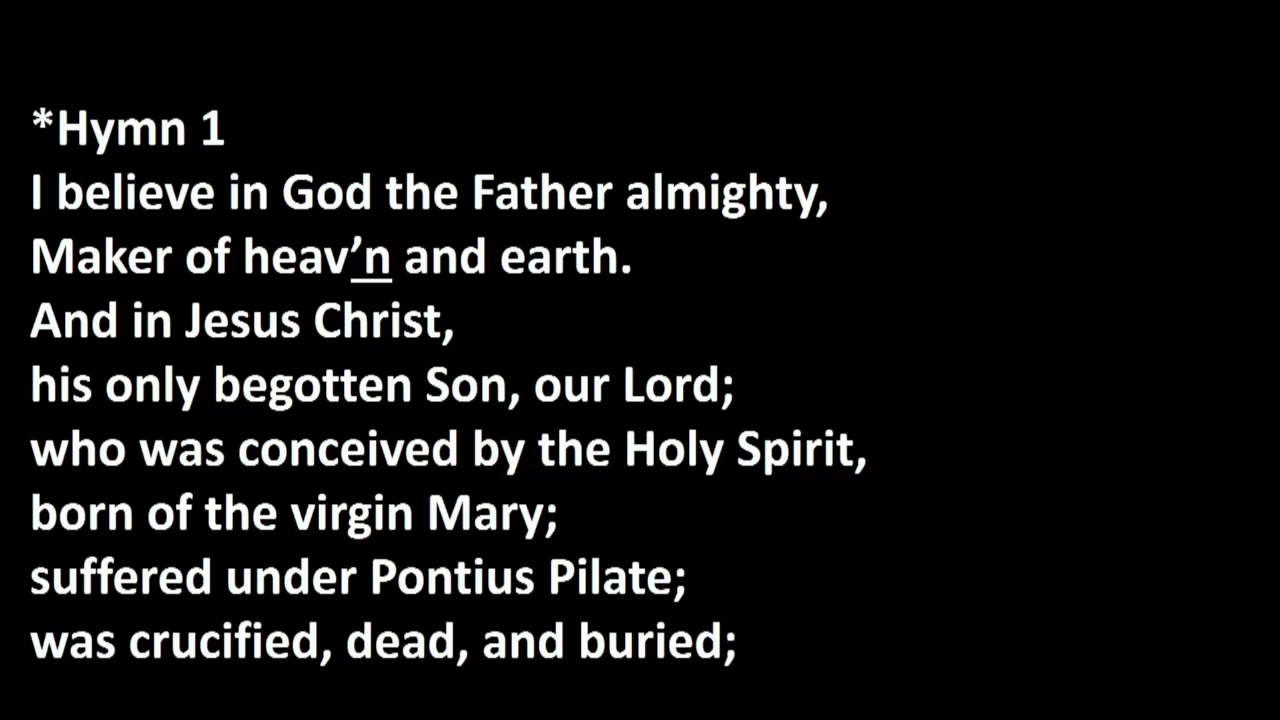 *Hymn 1
I believe in God the Father almighty,
Maker of heav’n and earth.
And in Jesus Christ,
his only begotten Son, our Lord;
who was conceived by the Holy Spirit,
born of the virgin Mary;
suffered under Pontius Pilate;
was crucified, dead, and buried;